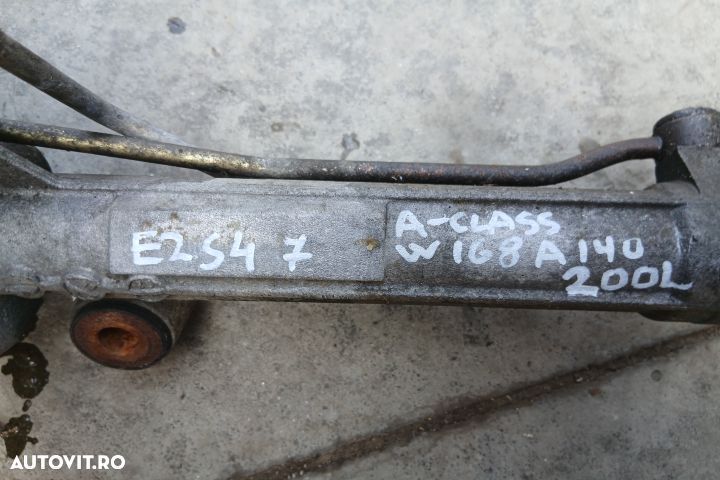 E2S4 7
A-CLASS
W168 A140
200L
AUTOVIT.RO